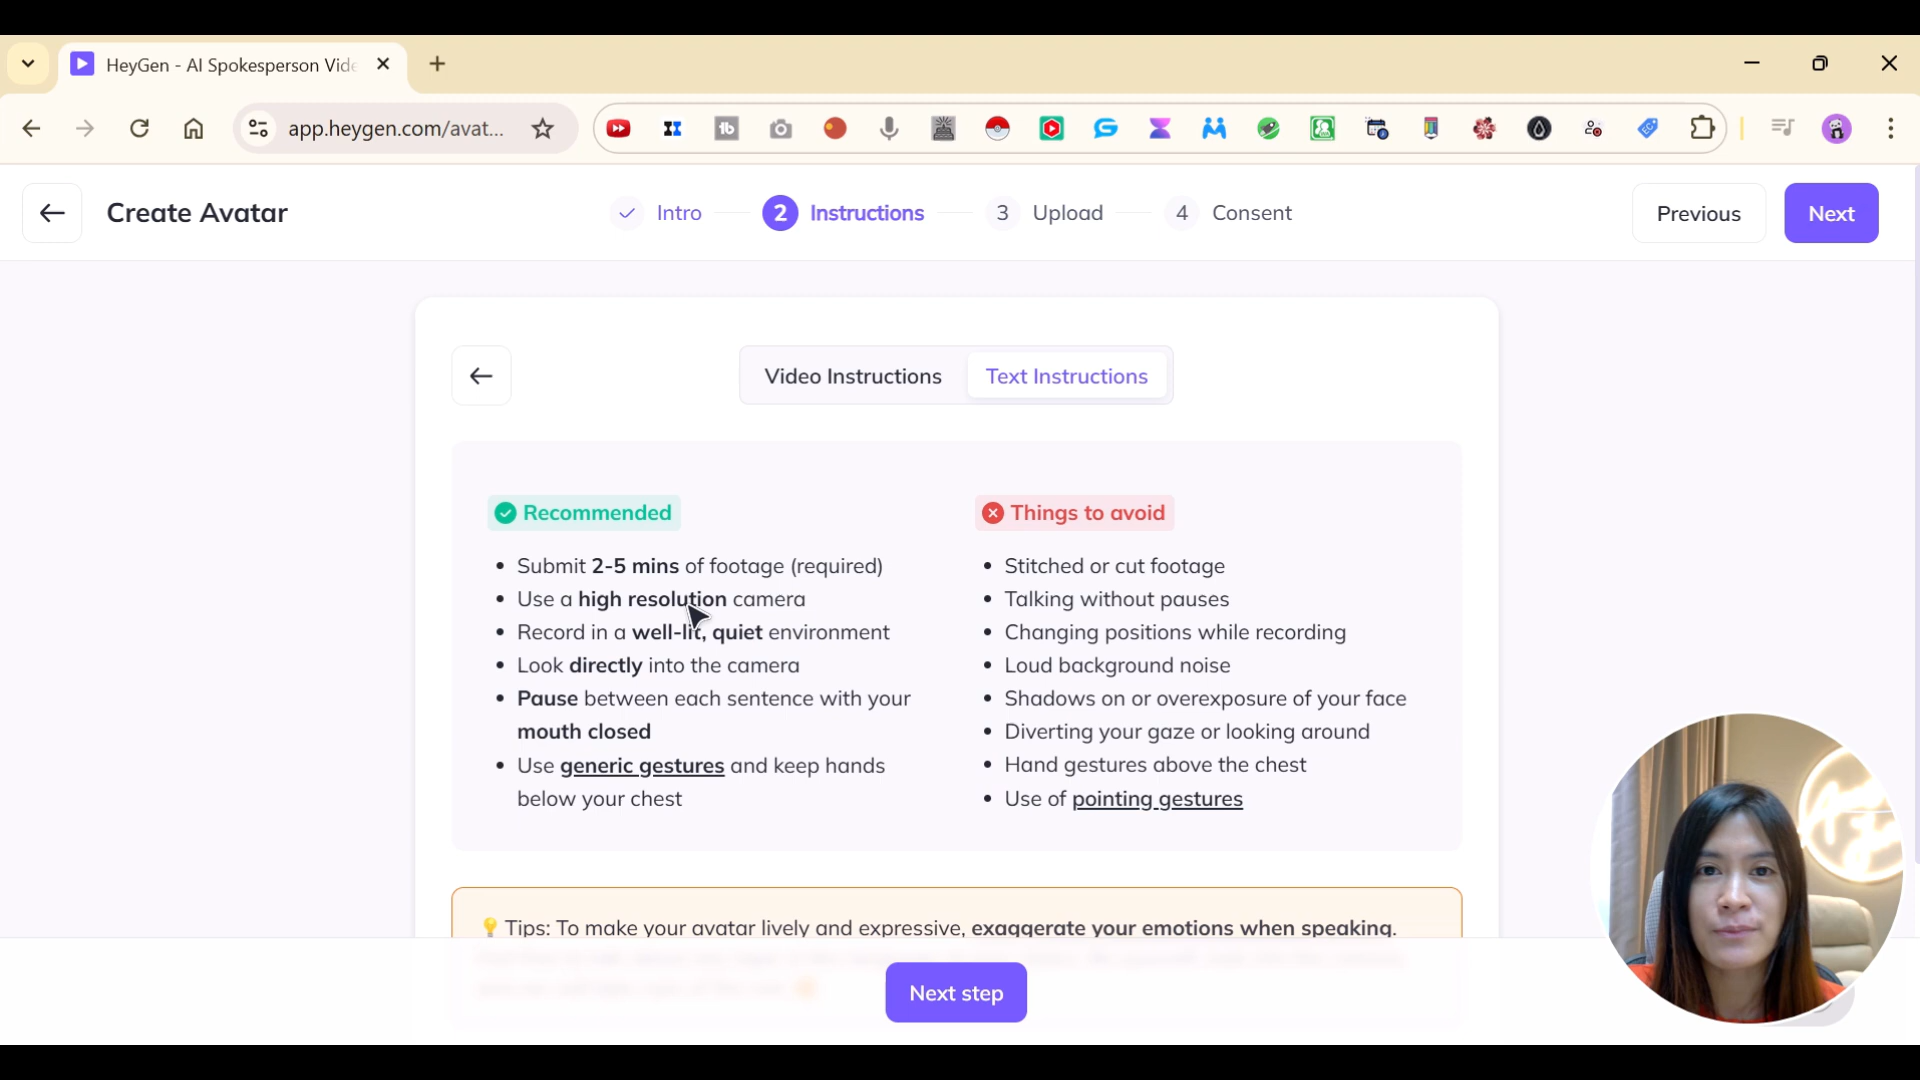 HeyGen - AI Spokesperson Vide
app.heygen.com/avat...
Create Avatar
Intro
2 Instructions
3 Upload
4 Consent
Previous
Next
Video Instructions
Text Instructions
Recommended
• Submit 2-5 mins of footage (required)
• Use a high resolution camera
• Record in a well-lit, quiet environment
• Look directly into the camera
• Pause between each sentence with your
mouth closed
• Use generic gestures and keep hands
below your chest
Things to avoid
• Stitched or cut footage
• Talking without pauses
• Changing positions while recording
• Loud background noise
• Shadows on or overexposure of your face
• Diverting your gaze or looking around
• Hand gestures above the chest
• Use of pointing gestures
💡 Tips: To make your avatar lively and expressive, exaggerate your emotions when speaking.
Next step